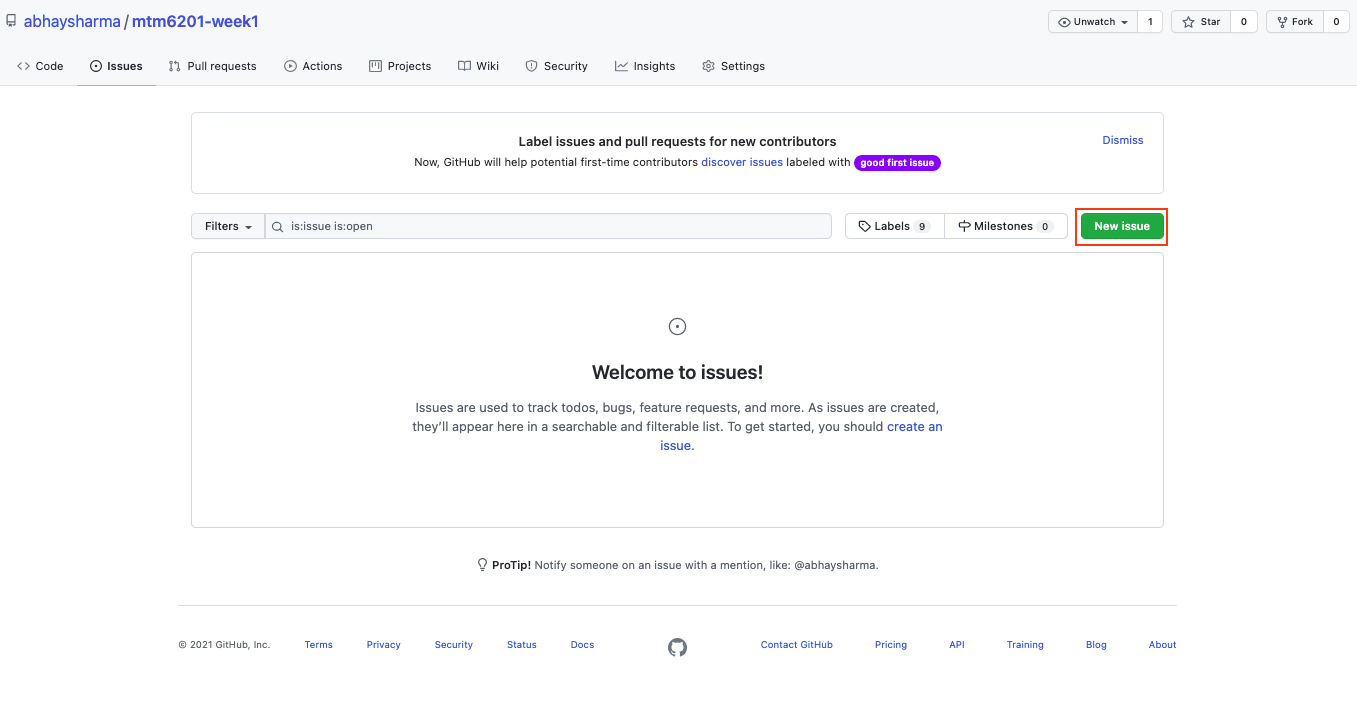 abhaysharma / mtm6201-week1
Unwatch 1 Star 0 Fork 0
Code Issues Pull requests Actions Projects Wiki Security Insights Settings
Label issues and pull requests for new contributors
Dismiss
Now, GitHub will help potential first-time contributors discover issues labeled with good first issue
Filters is:issue is:open Labels 9 Milestones 0 New issue
Welcome to issues!
Issues are used to track todos, bugs, feature requests, and more. As issues are created,
they’ll appear here in a searchable and filterable list. To get started, you should create an
issue.
ProTip! Notify someone on an issue with a mention, like: @abhaysharma.
© 2021 GitHub, Inc. Terms Privacy Security Status Docs Contact GitHub Pricing API Training Blog About